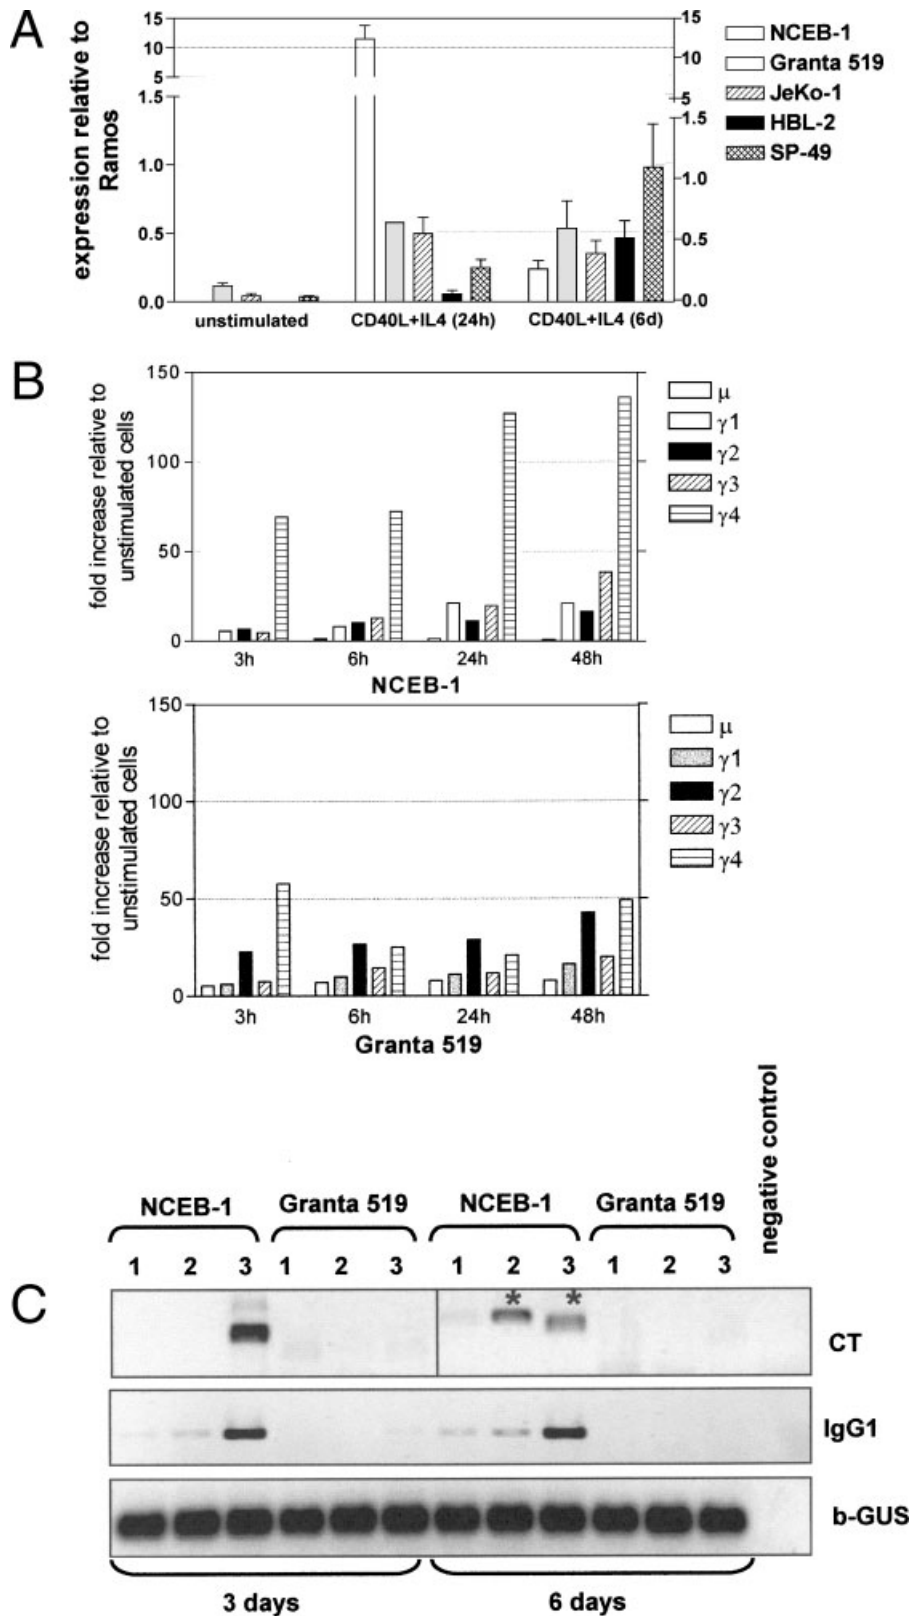 A
expression relative to
Ramos
15
10
5
1.5
1.0
0.5
0.0
15
10
5
1.5
1.0
0.5
0.0
unstimulated
CD40L+IL4 (24h)
CD40L+IL4 (6d)
NCEB-1
Granta 519
JeKo-1
HBL-2
SP-49
B
fold increase relative to
unstimulated cells
150
100
50
0
3h
6h
24h
48h
NCEB-1
μ
γ1
γ2
γ3
γ4
fold increase relative to
unstimulated cells
150
100
50
0
3h
6h
24h
48h
Granta 519
μ
γ1
γ2
γ3
γ4
C
NCEB-1
Granta 519
NCEB-1
Granta 519
negative control
1 2 3 1 2 3 1 2 3 1 2 3
* *
CT
IgG1
b-GUS
3 days
6 days